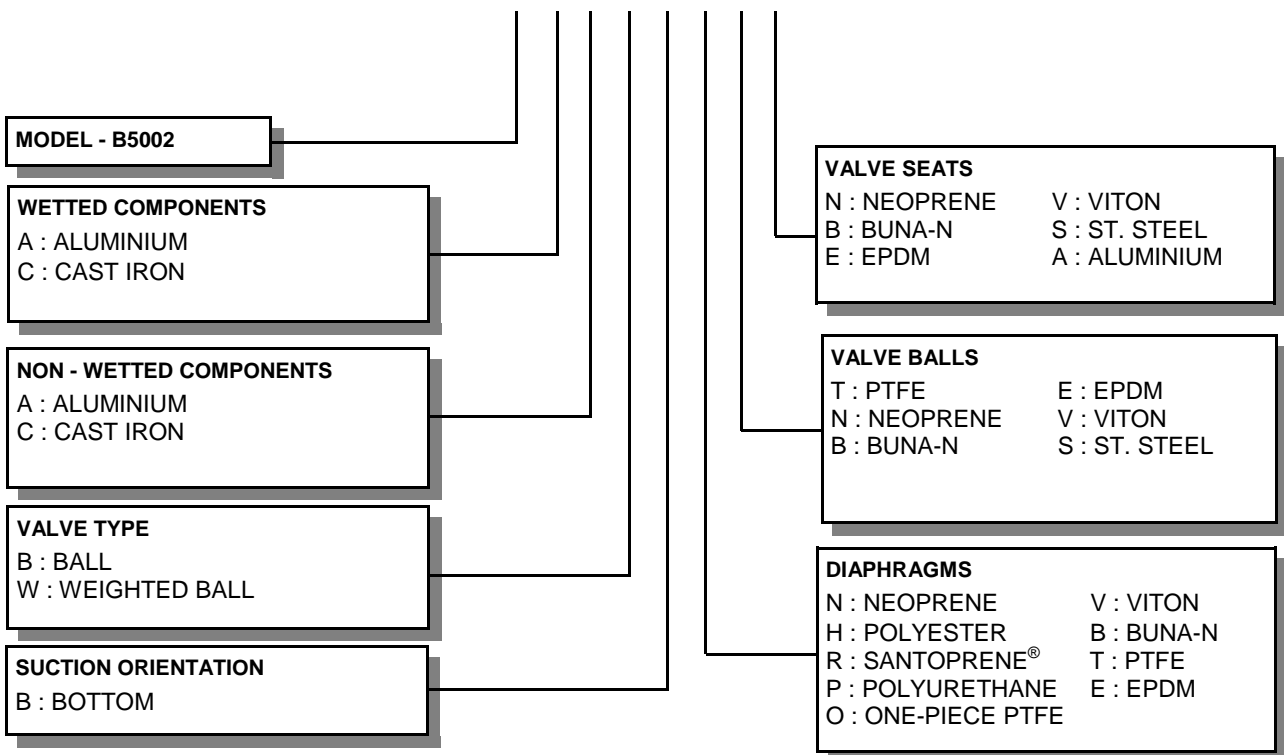 MODEL - B5002
WETTED COMPONENTS
A : ALUMINIUM
C : CAST IRON
NON - WETTED COMPONENTS
A : ALUMINIUM
C : CAST IRON
VALVE TYPE
B : BALL
W : WEIGHTED BALL
SUCTION ORIENTATION
B : BOTTOM
VALVE SEATS
N : NEOPRENE V : VITON
B : BUNA-N S : ST. STEEL
E : EPDM A : ALUMINIUM
VALVE BALLS
T : PTFE E : EPDM
N : NEOPRENE V : VITON
B : BUNA-N S : ST. STEEL
DIAPHRAGMS
N : NEOPRENE V : VITON
H : POLYESTER B : BUNA-N
R : SANTOPRENE® T : PTFE
P : POLYURETHANE E : EPDM
O : ONE-PIECE PTFE